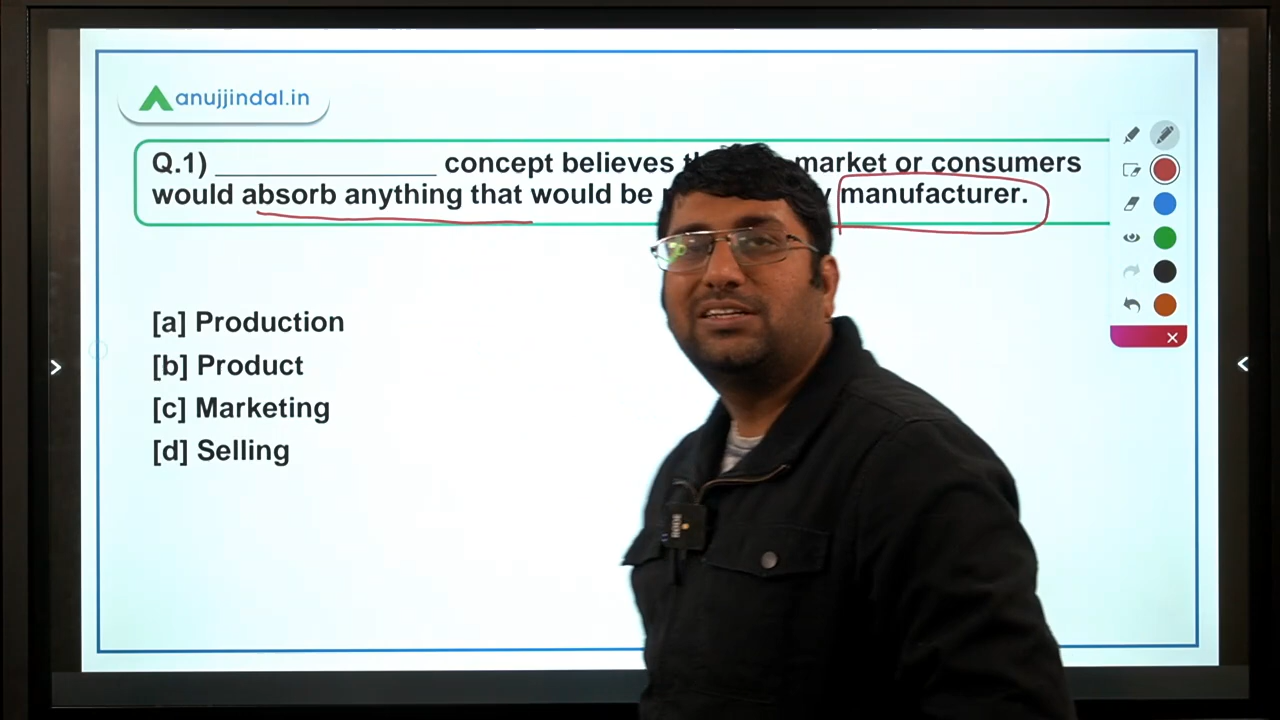 anujjindal.in
Q.1) _______________ concept believes market or consumers
would absorb anything that would be manufacturer.
[a] Production
[b] Product
[c] Marketing
[d] Selling